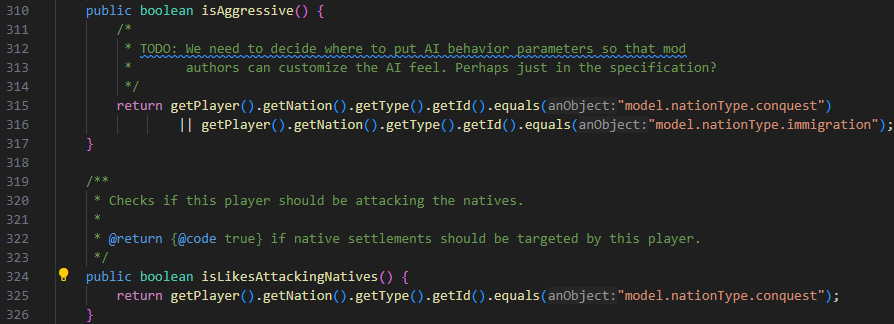 310 public boolean isAggressive() {
311 /*
312 * TODO: We need to decide where to put AI behavior parameters so that mod
313 * authors can customize the AI feel. Perhaps just in the specification?
314 */
315 return getPlayer().getNation().getType().getId().equals(anObject:"model.nationType.conquest")
316 || getPlayer().getNation().getType().getId().equals(anObject:"model.nationType.immigration");
317 }
318
319 /**
320 * Checks if this player should be attacking the natives.
321 *
322 * @return {@code true} if native settlements should be targeted by this player.
323 */
324 public boolean isLikesAttackingNatives() {
325 return getPlayer().getNation().getType().getId().equals(anObject:"model.nationType.conquest");
326 }